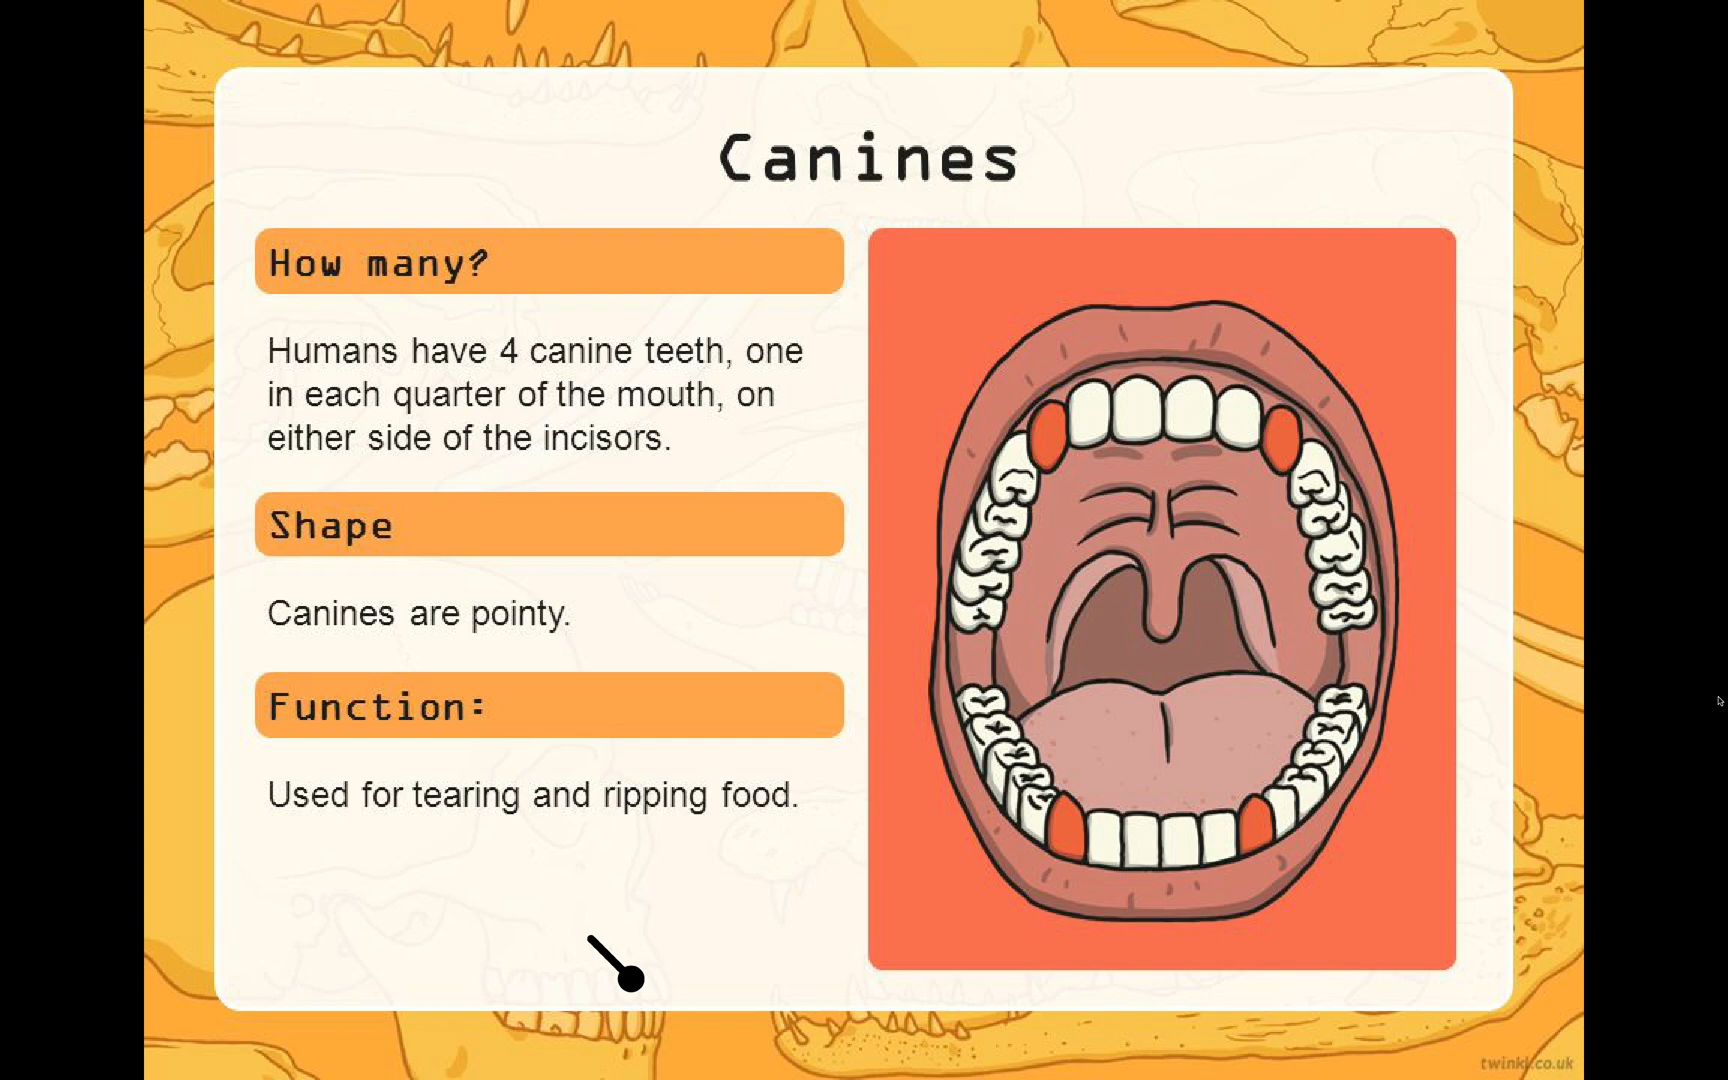 Canines
How many?
Humans have 4 canine teeth, one
in each quarter of the mouth, on
either side of the incisors.
Shape
Canines are pointy.
Function:
Used for tearing and ripping food.
twinkl.co.uk